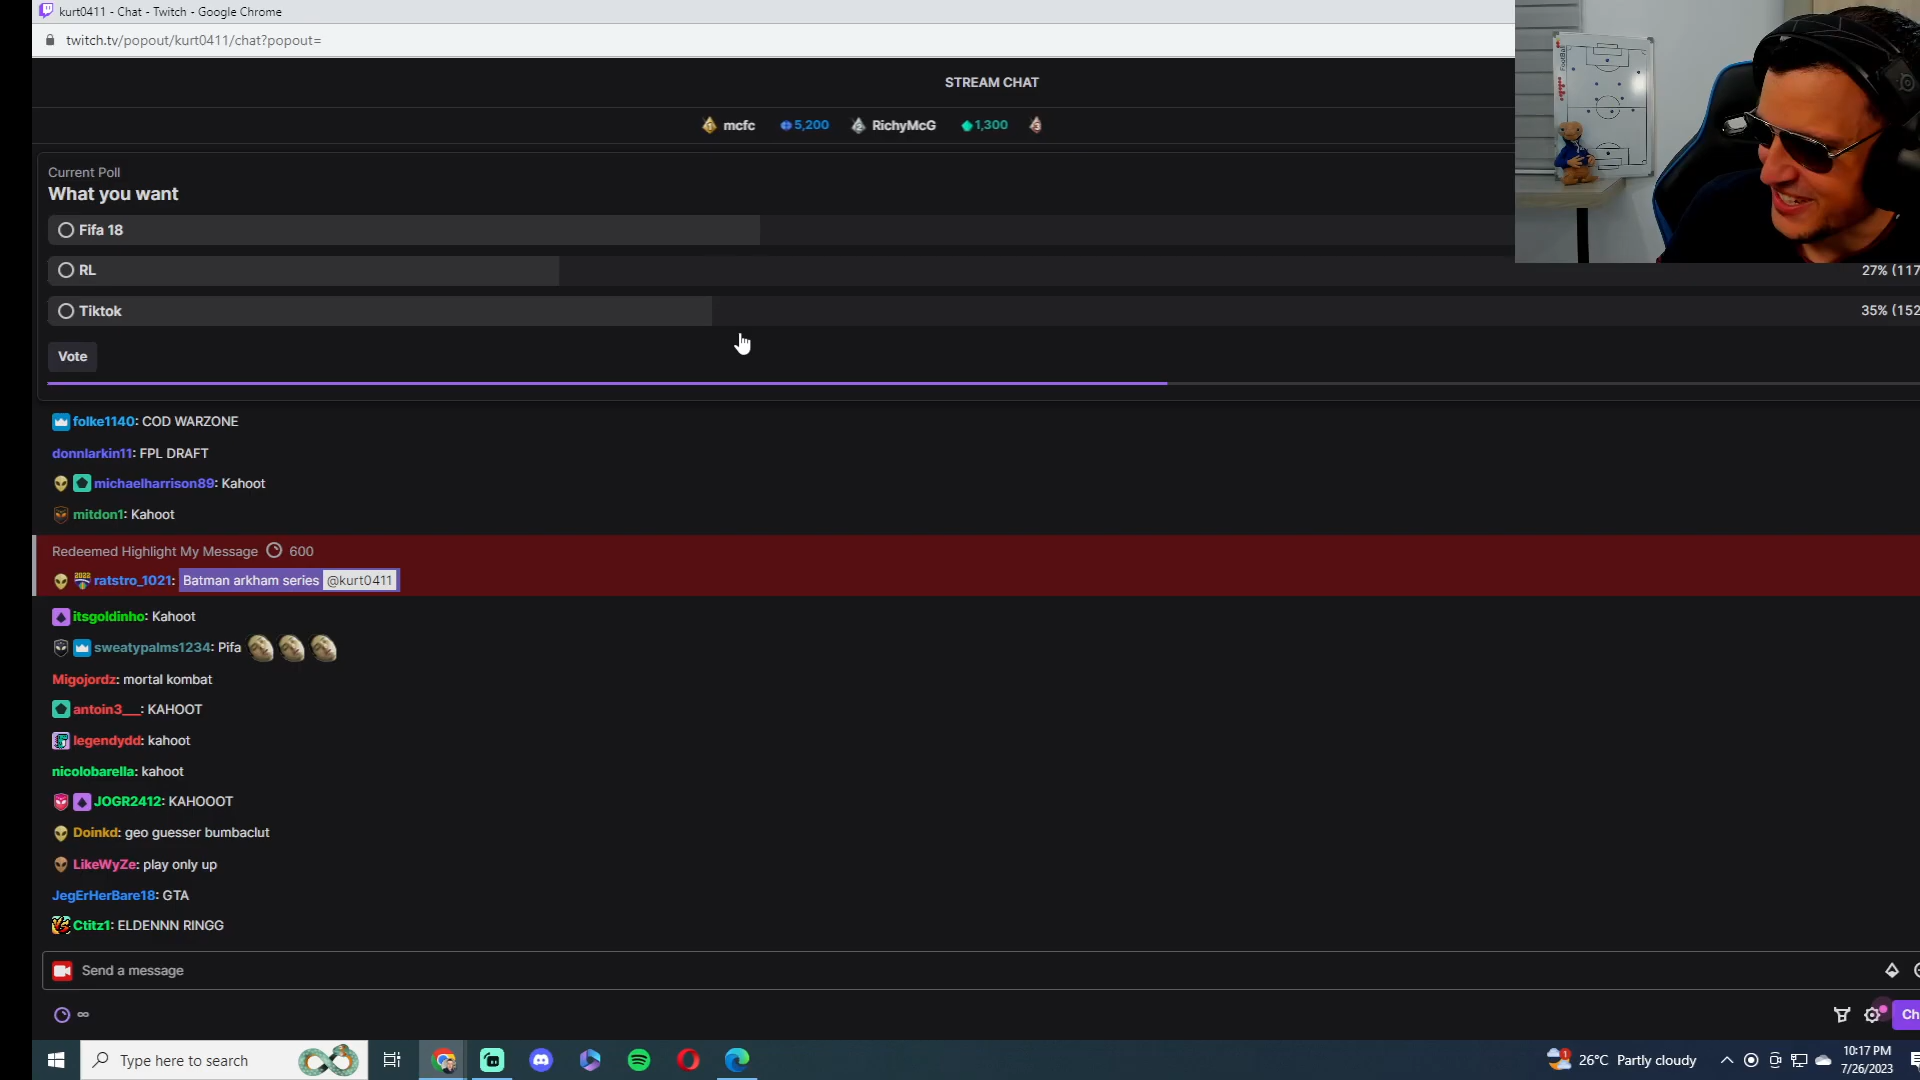 kurt0411 - Chat - Twitch - Google Chrome
twitch.tv/popout/kurt0411/chat?popout=
STREAM CHAT
mcfc 5,200 RichyMcG 1,300
Current Poll
What you want
Fifa 18
RL 27% (117
Tiktok 35% (152
Vote
folke1140: COD WARZONE
donnlarkin11: FPL DRAFT
michaelharrison89: Kahoot
mitdon1: Kahoot
Redeemed Highlight My Message 600
ratstro_1021: Batman arkham series @kurt0411
itsgoldinho: Kahoot
sweatypalms1234: Pifa
Migojordz: mortal kombat
antoin3__: KAHOOT
legendydd: kahoot
nicolobarella: kahoot
JOGR2412: KAHOOOT
Doinkd: geo guesser bumbaclut
LikeWyZe: play only up
JegErHerBare18: GTA
Ctitz1: ELDENNN RINGG
Send a message
∞
Ch
Type here to search
26°C Partly cloudy
10:17 PM
7/26/2023